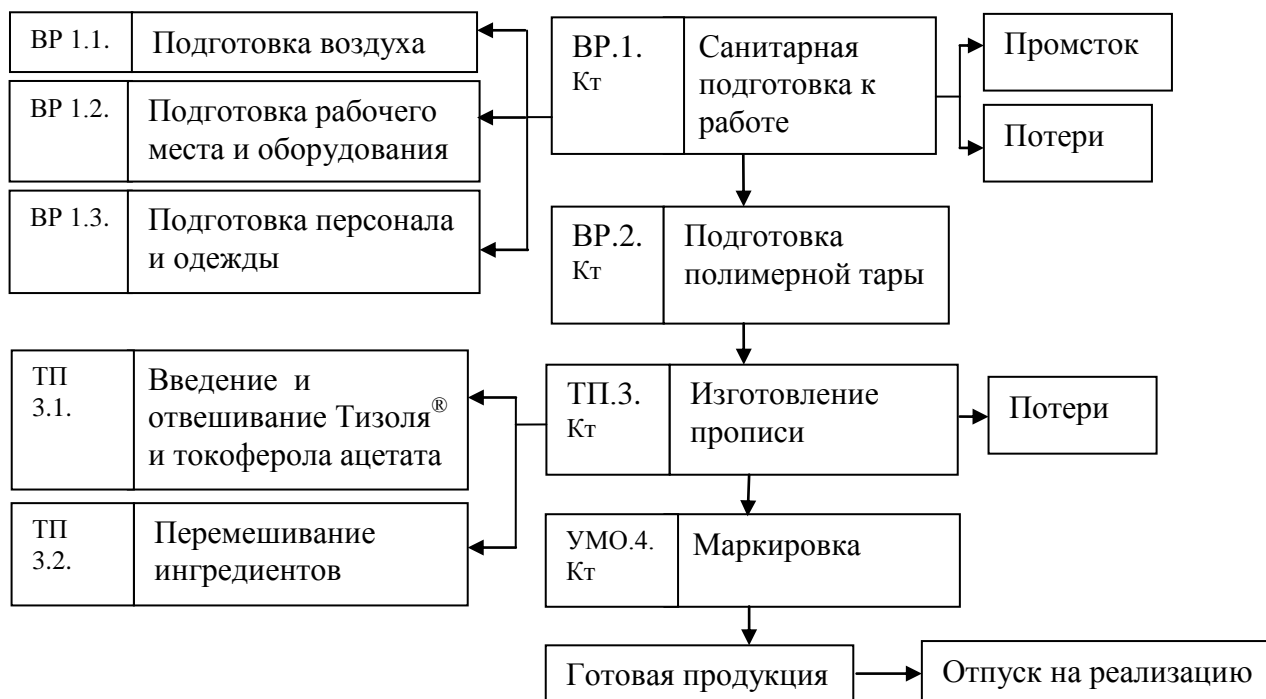 ВР 1.1.
Подготовка воздуха
ВР 1.2.
Подготовка рабочего
места и оборудования
ВР 1.3.
Подготовка персонала
и одежды
ВР.1.
Кт
Санитарная
подготовка к
работе
Промсток
Потери
ВР.2.
Кт
Подготовка
полимерной тары
ТП
3.1.
Введение и
отвешивание Тизоля®
и токоферола ацетата
ТП
3.2.
Перемешивание
ингредиентов
ТП.3.
Кт
Изготовление
прописи
Потери
УМО.4.
Кт
Маркировка
Готовая продукция
Отпуск на реализацию